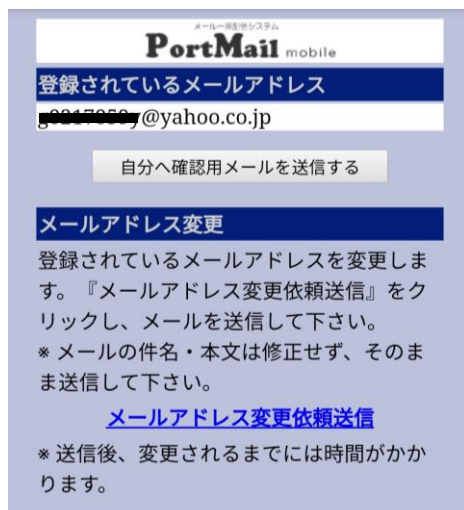 メール一斉配信システム
PortMail mobile
登録されているメールアドレス
@yahoo.co.jp
自分へ確認用メールを送信する
メールアドレス変更
登録されているメールアドレスを変更しま
す。『メールアドレス変更依頼送信』をク
リックし、メールを送信して下さい。
※ メールの件名・本文は修正せず、そのま
ま送信して下さい。
メールアドレス変更依頼送信
※ 送信後、変更されるまでには時間がかか
ります。